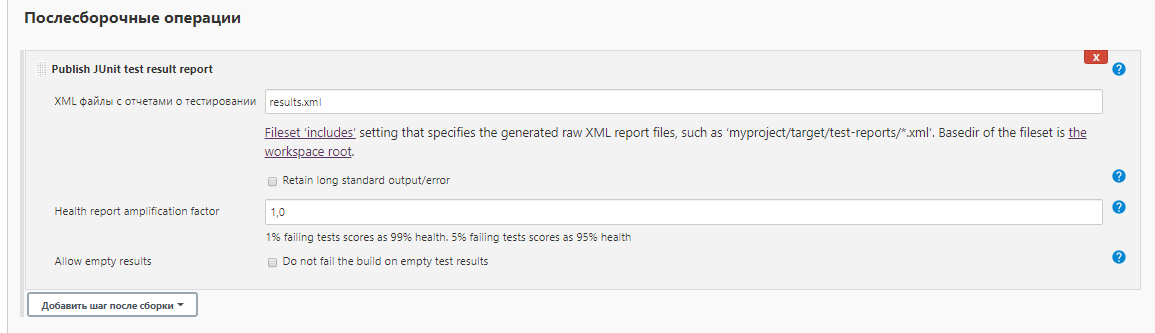 Послесборочные операции
x
Publish JUnit test result report
?
XML файлы с отчетами о тестировании
results.xml
Fileset ‘includes’ setting that specifies the generated raw XML report files, such as ‘myproject/target/test-reports/*.xml’. Basedir of the fileset is the
workspace root.
Retain long standard output/error
?
Health report amplification factor
1,0
?
1% failing tests scores as 99% health. 5% failing tests scores as 95% health
Allow empty results
Do not fail the build on empty test results
?
Добавить шаг после сборки